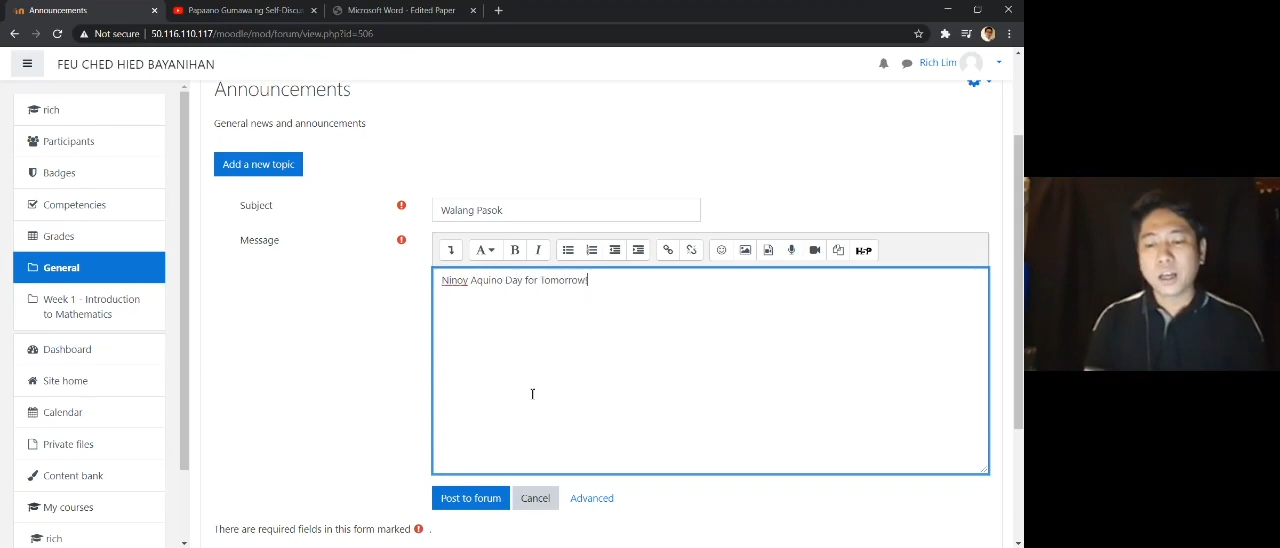 Announcements
Papaano Gumawa ng Self-Discus
Microsoft Word - Edited Paper
Not secure
50.116.110.117/moodle/mod/forum/view.php?id=506
FEU CHED HIED BAYANIHAN
Rich Lim
rich
Participants
Badges
Competencies
Grades
General
Week 1 - Introduction
to Mathematics
Dashboard
Site home
Calendar
Private files
Content bank
My courses
rich
Announcements
General news and announcements
Add a new topic
Subject
Walang Pasok
Message
A
B
I
H-P
Ninoy Aquino Day for Tomorrow!
Post to forum
Cancel
Advanced
There are required fields in this form marked .